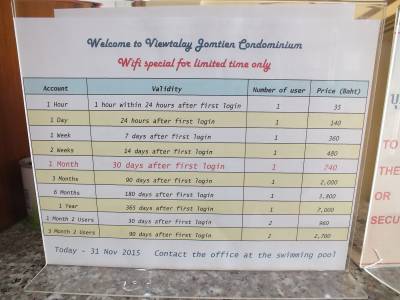 Welcome to Viewtalay Jomtien Condominium
Wifi special for limited time only
Account Validity Number of user Price (Baht)
1 Hour 1 hour within 24 hours after first login 1 35
1 Day 24 hours after first login 1 140
1 Week 7 days after first login 1 360
2 Weeks 14 days after first login 1 480
1 Month 30 days after first login 1 740
3 Months 90 days after first login 1 2,000
6 Months 180 days after first login 1 3,800
1 Year 365 days after first login 1 7,000
1 Month 2 Users 30 days after first login 2 960
3 Month 2 Users 90 days after first login 2 2,700
Today - 31 Nov 2015 Contact the office at the swimming pool
TO
THE
OR
SECU